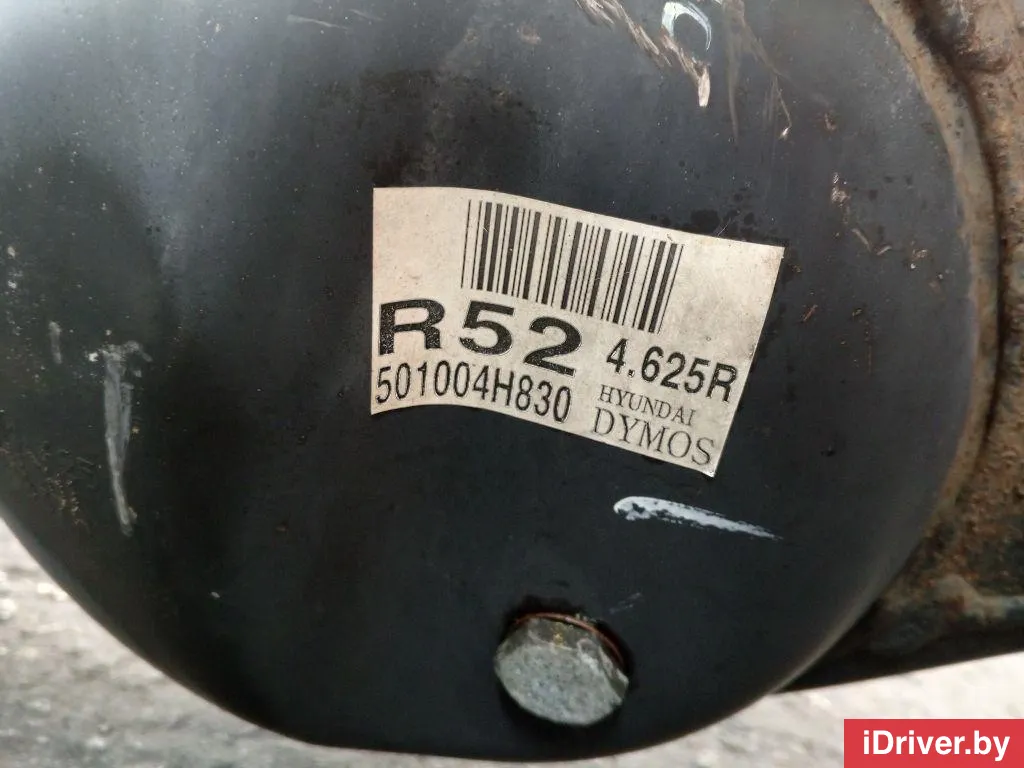 R52 4.625R
501004H830 HYUNDAI
DYMOS
iDriver.by